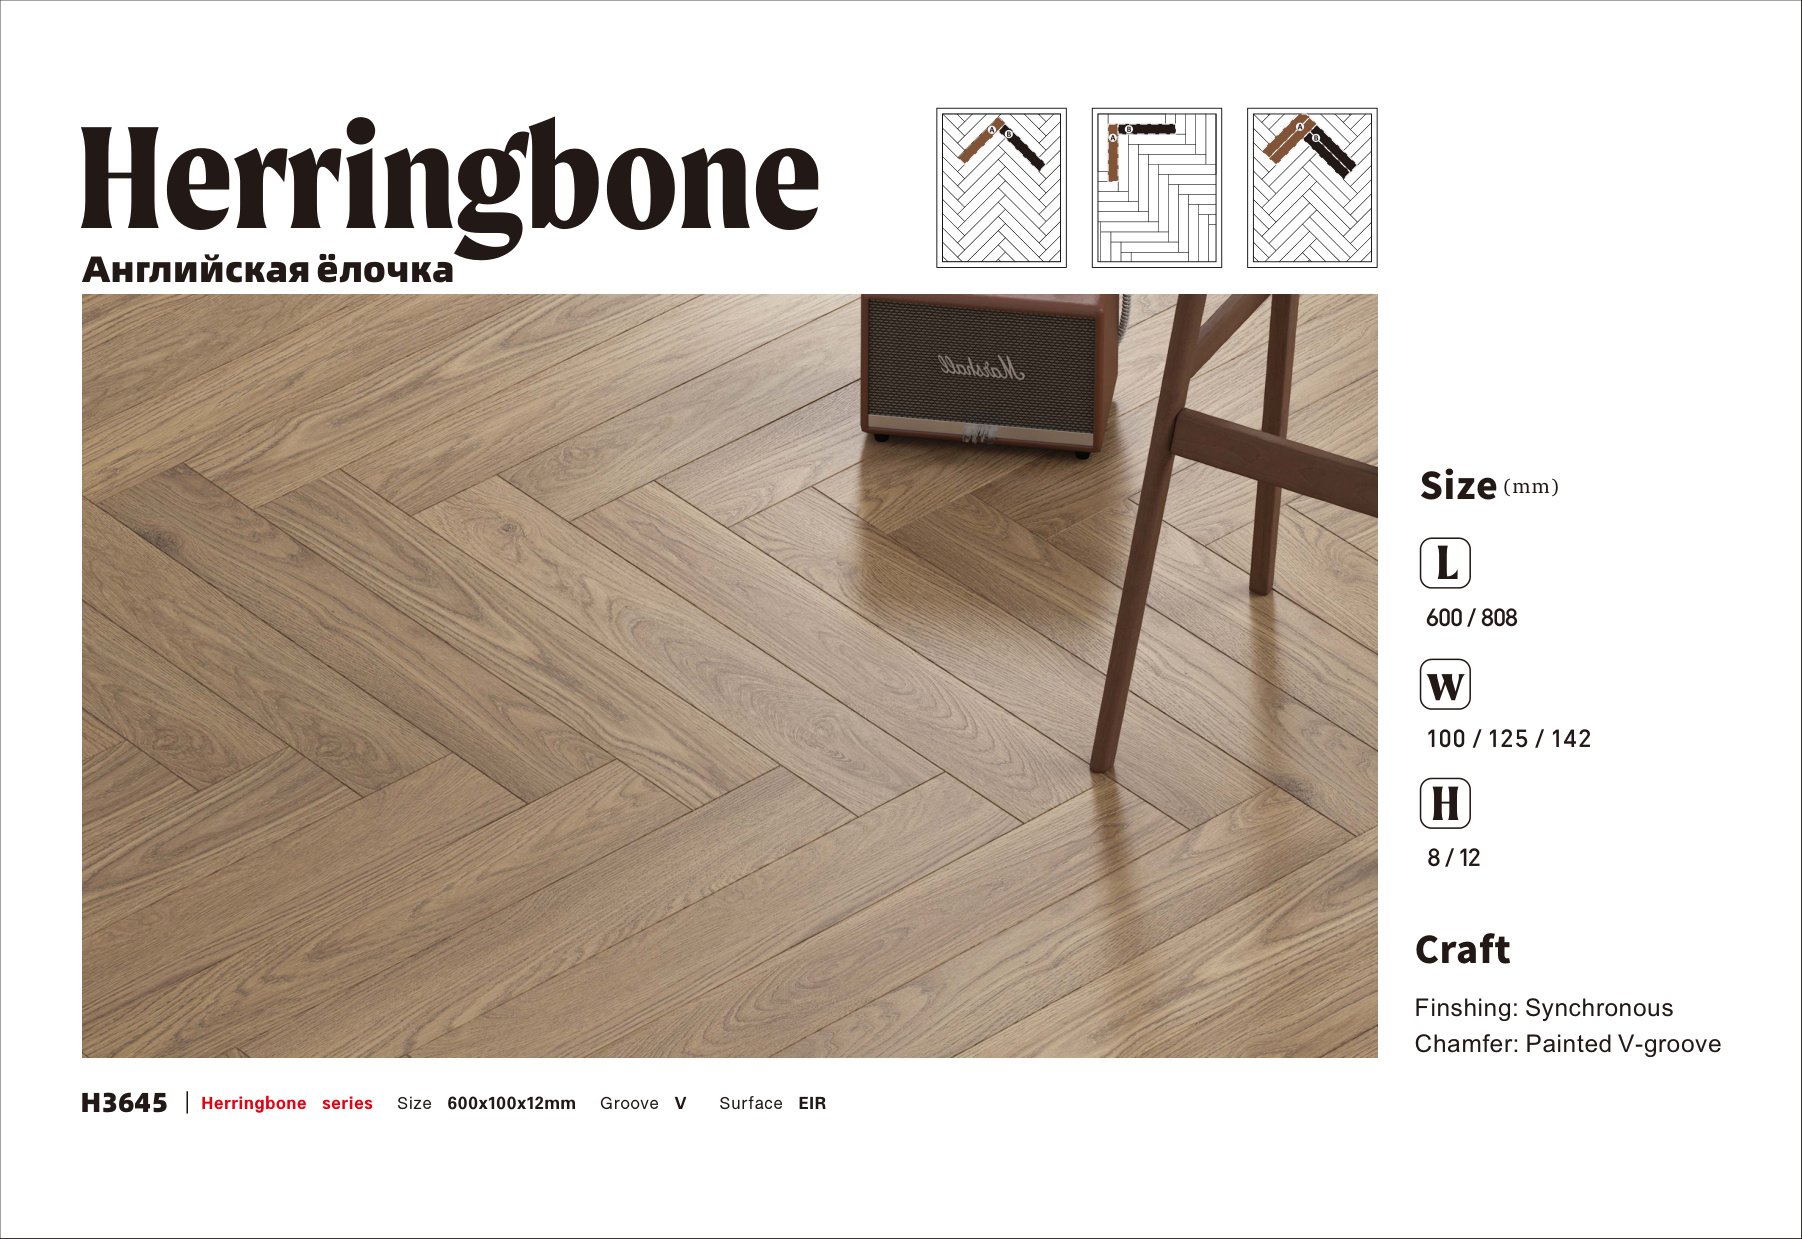 Herringbone
Английская ёлочка
A B
A B
A B
Marshall
Size (mm)
L
600 / 808
W
100 / 125 / 142
H
8 / 12
Craft
Finshing: Synchronous
Chamfer: Painted V-groove
H3645 | Herringbone series Size 600x100x12mm Groove V Surface EIR